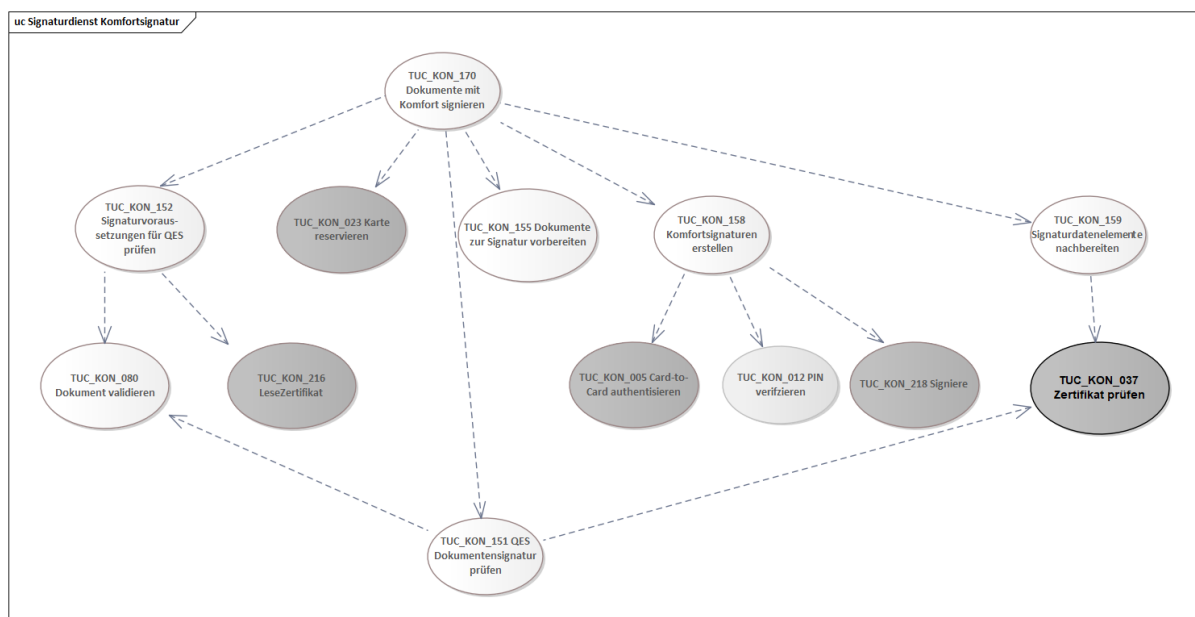 uc Signaturdienst Komfortsignatur
TUC_KON_170
Dokumente mit
Komfort signieren
TUC_KON_152
Signaturvoraus-
setzungen für QES
prüfen
TUC_KON_023 Karte
reservieren
TUC_KON_155 Dokumente
zur Signatur vorbereiten
TUC_KON_158
Komfortsignaturen
erstellen
TUC_KON_159
Signaturdatenelemente
nachbereiten
TUC_KON_080
Dokument validieren
TUC_KON_216
LeseZertifikat
TUC_KON_005 Card-to-
Card authentisieren
TUC_KON_012 PIN
verifzieren
TUC_KON_218 Signiere
TUC_KON_037
Zertifikat prüfen
TUC_KON_151 QES
Dokumentensignatur
prüfen